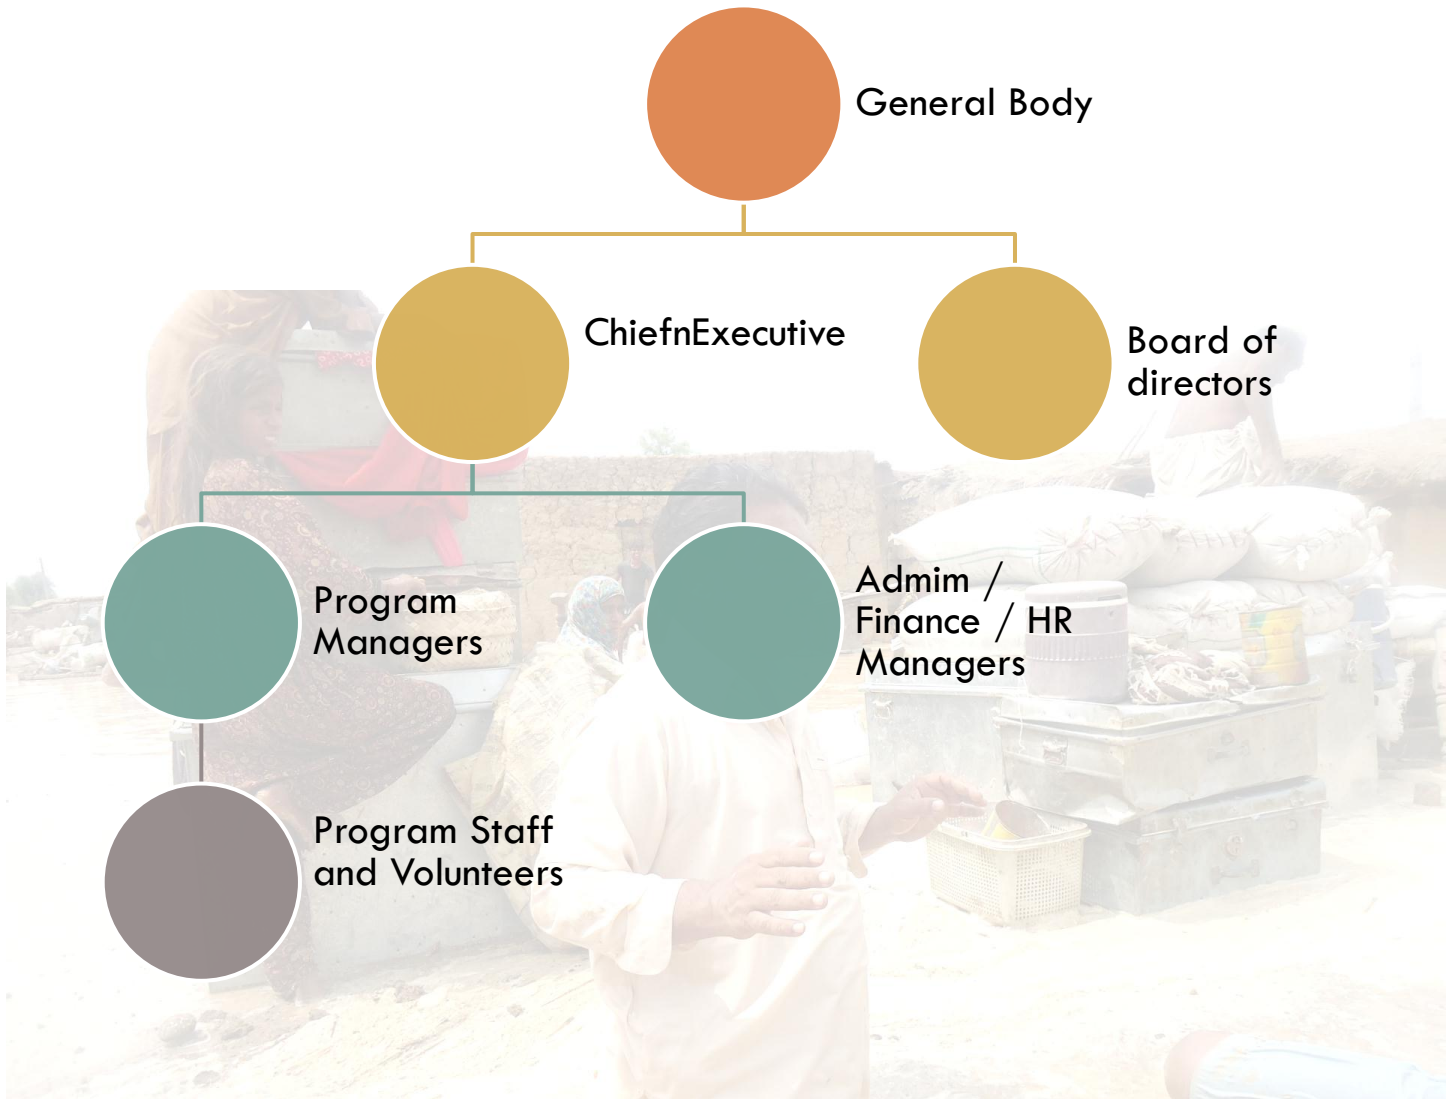 General Body
ChiefnExecutive
Board of
directors
Program
Managers
Admim /
Finance / HR
Managers
Program Staff
and Volunteers